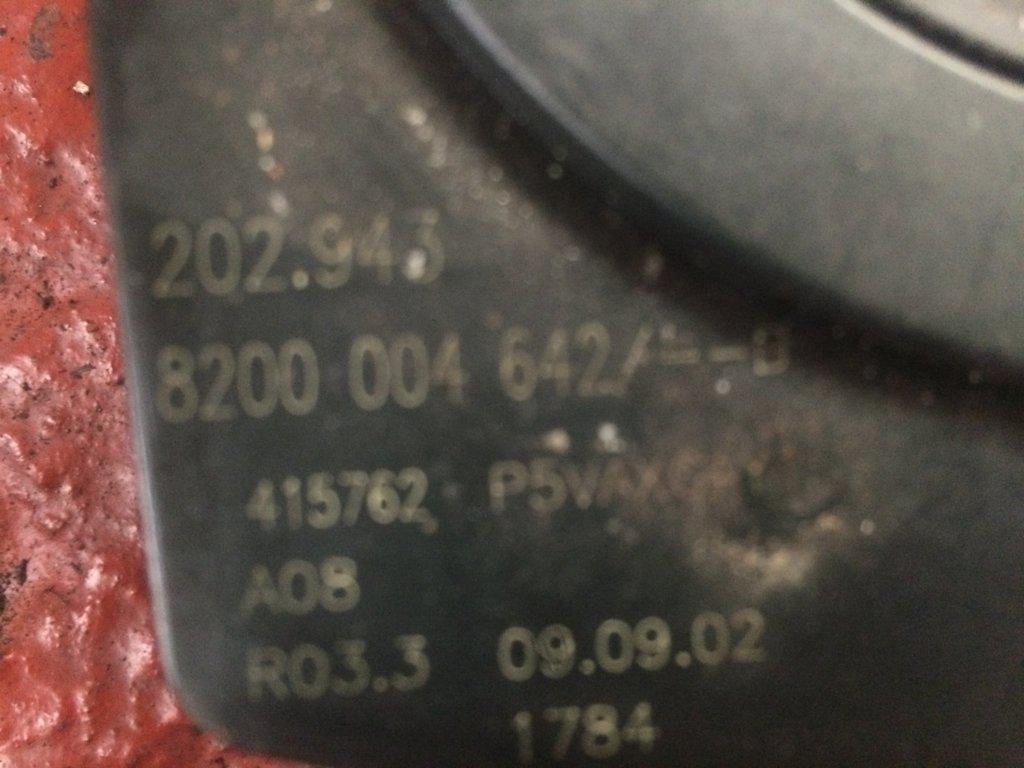 202.943
8200 004 642/--B
415762
A08
R03.3 09.09.02
1784